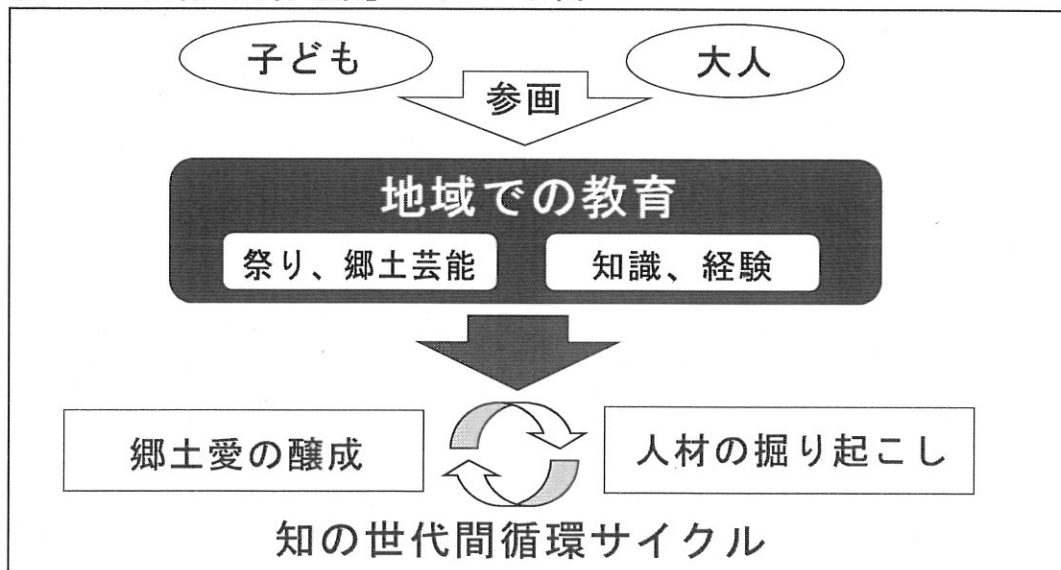 子ども
大人
参画
地域での教育
祭り、郷土芸能
知識、経験
郷土愛の醸成
人材の掘り起こし
知の世代間循環サイクル